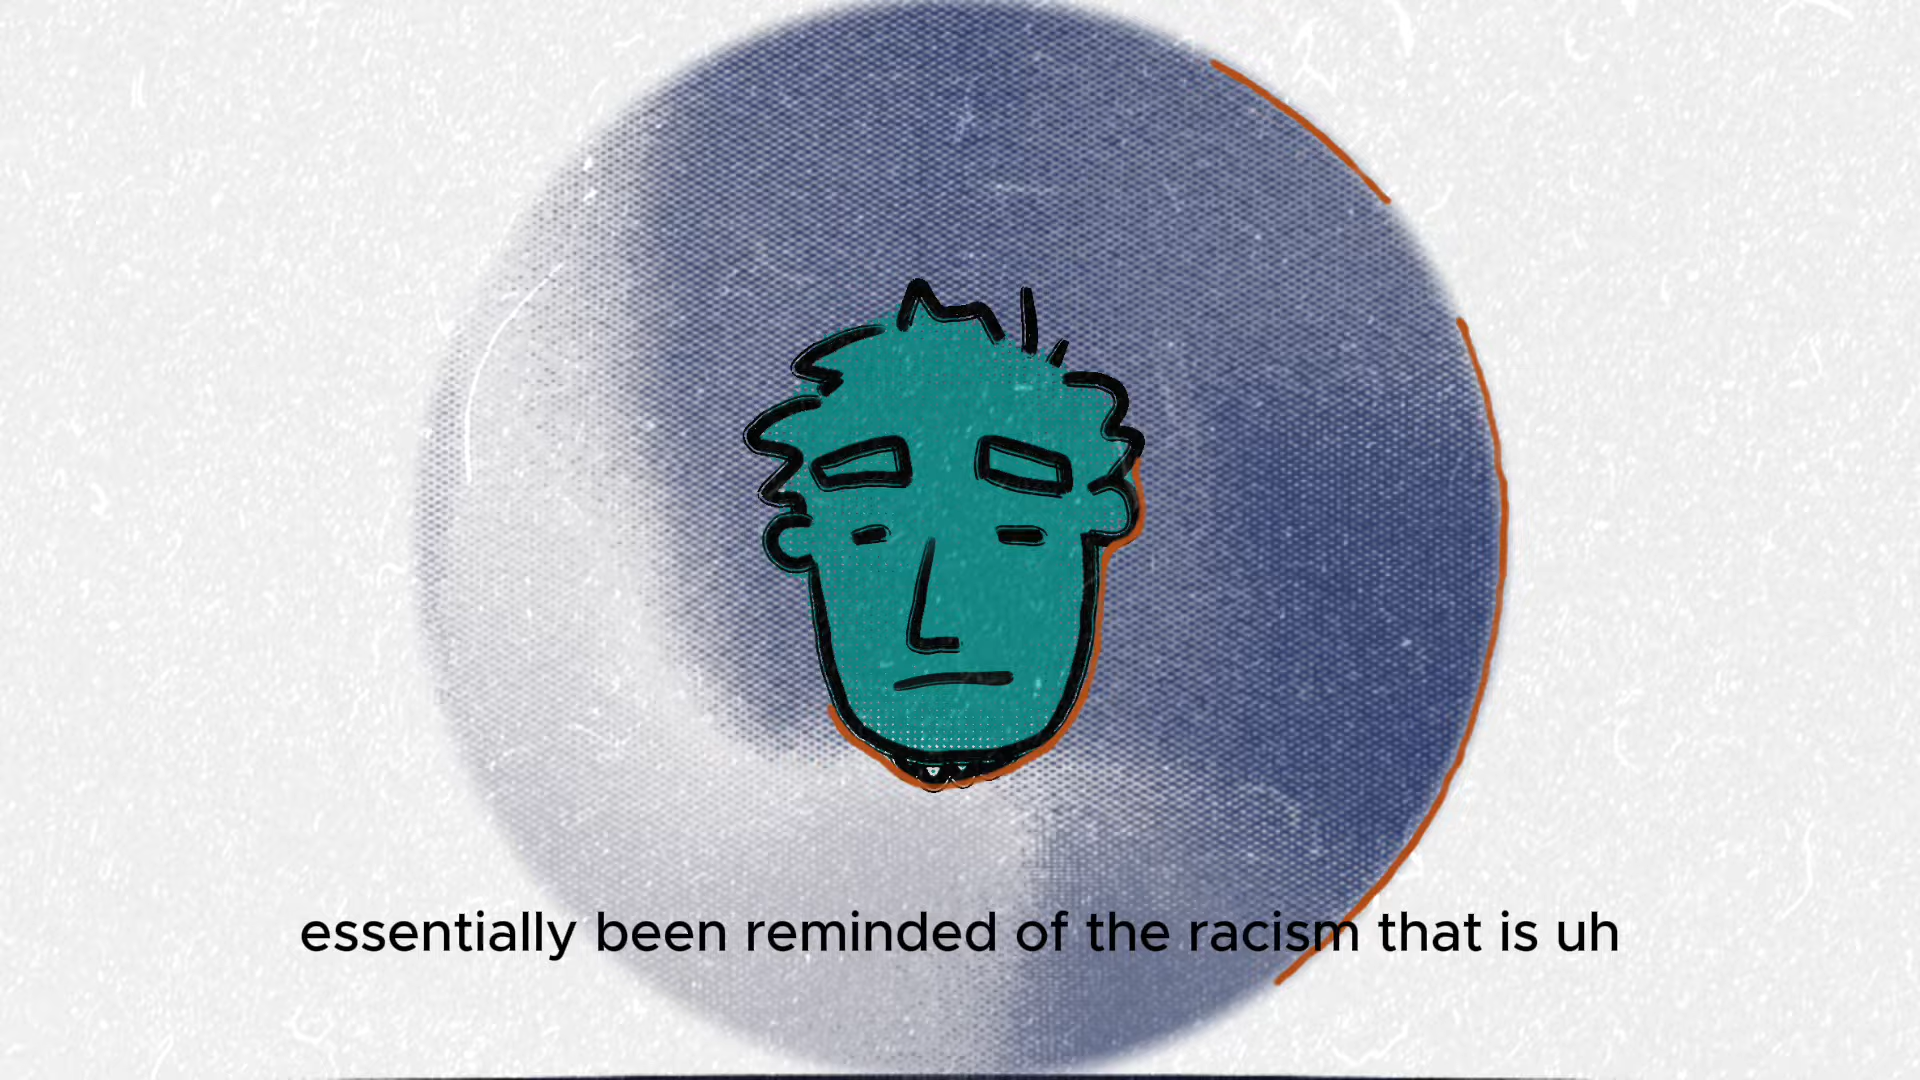 essentially been reminded of the racism that is uh